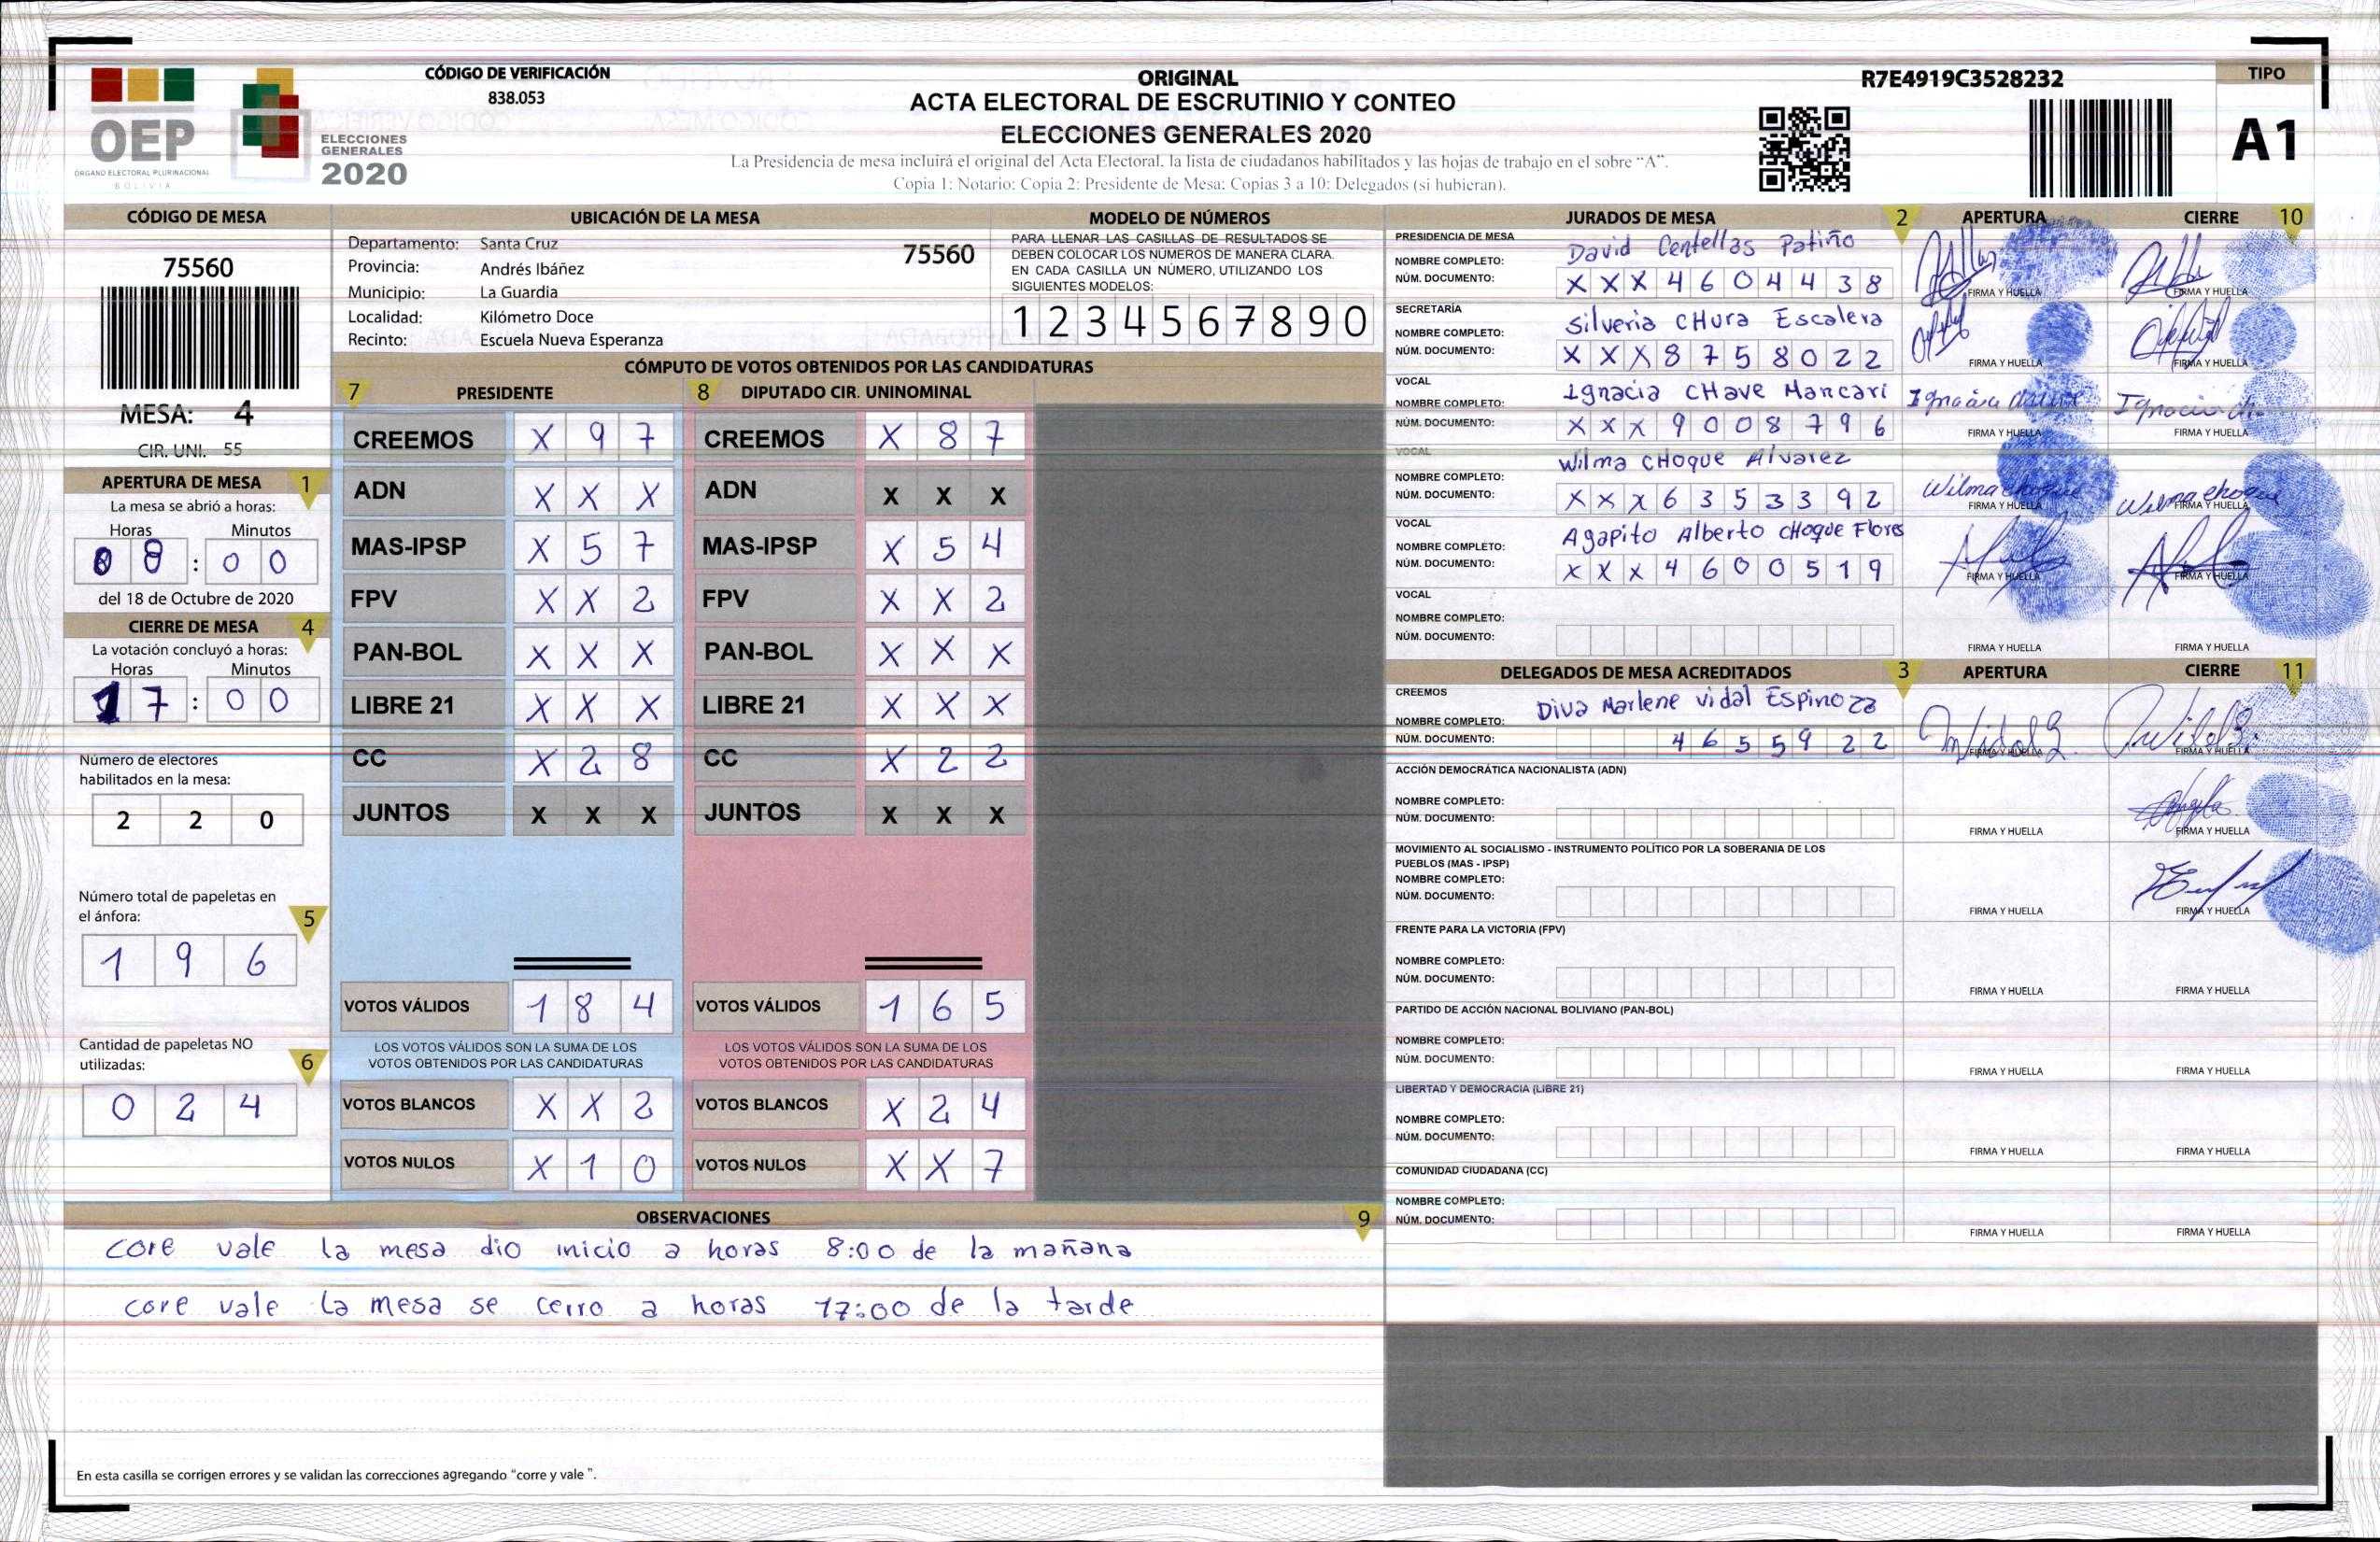 CÓDIGO DE VERIFICACIÓN
838.053
OEP
ÓRGANO ELECTORAL PLURINACIONAL
BOLIVIA
ELECCIONES
GENERALES
2020
ORIGINAL
ACTA ELECTORAL DE ESCRUTINIO Y CONTEO
ELECCIONES GENERALES 2020
La Presidencia de mesa incluirá el original del Acta Electoral, la lista de ciudadanos habilitados y las hojas de trabajo en el sobre "A".
Copia 1: Notario; Copia 2: Presidente de Mesa; Copias 3 a 10: Delegados (si hubieran).
R7E4919C3528232
TIPO
A1
CÓDIGO DE MESA
75560
MESA: 4
CIR. UNI. 55
APERTURA DE MESA 1
La mesa se abrió a horas:
Horas Minutos
08 : 00
del 18 de Octubre de 2020
CIERRE DE MESA 4
La votación concluyó a horas:
Horas Minutos
17 : 00
Número de electores
habilitados en la mesa:
2 2 0
Número total de papeletas en
el ánfora: 5
1 9 6
Cantidad de papeletas NO
utilizadas: 6
0 2 4
UBICACIÓN DE LA MESA
Departamento: Santa Cruz 75560
Provincia: Andrés Ibáñez
Municipio: La Guardia
Localidad: Kilómetro Doce
Recinto: Escuela Nueva Esperanza
MODELO DE NÚMEROS
PARA LLENAR LAS CASILLAS DE RESULTADOS SE
DEBEN COLOCAR LOS NÚMEROS DE MANERA CLARA.
EN CADA CASILLA UN NÚMERO, UTILIZANDO LOS
SIGUIENTES MODELOS:
1 2 3 4 5 6 7 8 9 0
CÓMPUTO DE VOTOS OBTENIDOS POR LAS CANDIDATURAS
7 PRESIDENTE 8 DIPUTADO CIR. UNINOMINAL
CREEMOS X 9 7 CREEMOS X 8 7
ADN X X X ADN X X X
MAS-IPSP X 5 7 MAS-IPSP X 5 4
FPV X X 2 FPV X X 2
PAN-BOL X X X PAN-BOL X X X
LIBRE 21 X X X LIBRE 21 X X X
CC X 2 8 CC X 2 2
JUNTOS X X X JUNTOS X X X
VOTOS VÁLIDOS 1 8 4 VOTOS VÁLIDOS 1 6 5
LOS VOTOS VÁLIDOS SON LA SUMA DE LOS LOS VOTOS VÁLIDOS SON LA SUMA DE LOS
VOTOS OBTENIDOS POR LAS CANDIDATURAS VOTOS OBTENIDOS POR LAS CANDIDATURAS
VOTOS BLANCOS X X 2 VOTOS BLANCOS X 2 4
VOTOS NULOS X 1 0 VOTOS NULOS X X 7
OBSERVACIONES 9
core vale la mesa dio inicio a horas 8:00 de la mañana
core vale la mesa se cerro a horas 17:00 de la tarde
En esta casilla se corrigen errores y se validan las correcciones agregando "corre y vale ".
JURADOS DE MESA 2 APERTURA CIERRE 10
PRESIDENCIA DE MESA
NOMBRE COMPLETO: David Centellas Patiño
NÚM. DOCUMENTO: X X X 4 6 0 4 4 3 8 FIRMA Y HUELLA FIRMA Y HUELLA
SECRETARÍA
NOMBRE COMPLETO: Silveria CHura Escalera
NÚM. DOCUMENTO: X X X 8 7 5 8 0 2 2 FIRMA Y HUELLA FIRMA Y HUELLA
VOCAL
NOMBRE COMPLETO: Ignacia CHave Mancari
NÚM. DOCUMENTO: X X X 9 0 0 8 7 9 6 FIRMA Y HUELLA FIRMA Y HUELLA
VOCAL
NOMBRE COMPLETO: Wilma CHoque Alvarez Wilma choque Wilma choque
NÚM. DOCUMENTO: X X X 6 3 5 3 3 9 2 FIRMA Y HUELLA FIRMA Y HUELLA
VOCAL
NOMBRE COMPLETO: Agapito Alberto CHoque Flores
NÚM. DOCUMENTO: X X X 4 6 0 0 5 1 9 FIRMA Y HUELLA FIRMA Y HUELLA
VOCAL
NOMBRE COMPLETO:
NÚM. DOCUMENTO: FIRMA Y HUELLA FIRMA Y HUELLA
DELEGADOS DE MESA ACREDITADOS 3 APERTURA CIERRE 11
CREEMOS
NOMBRE COMPLETO: Diva Marlene vidal Espinoza
NÚM. DOCUMENTO: 4 6 5 5 9 2 2 FIRMA Y HUELLA FIRMA Y HUELLA
ACCIÓN DEMOCRÁTICA NACIONALISTA (ADN)
NOMBRE COMPLETO:
NÚM. DOCUMENTO: FIRMA Y HUELLA FIRMA Y HUELLA
MOVIMIENTO AL SOCIALISMO - INSTRUMENTO POLÍTICO POR LA SOBERANIA DE LOS
PUEBLOS (MAS - IPSP)
NOMBRE COMPLETO:
NÚM. DOCUMENTO: FIRMA Y HUELLA FIRMA Y HUELLA
FRENTE PARA LA VICTORIA (FPV)
NOMBRE COMPLETO:
NÚM. DOCUMENTO: FIRMA Y HUELLA FIRMA Y HUELLA
PARTIDO DE ACCIÓN NACIONAL BOLIVIANO (PAN-BOL)
NOMBRE COMPLETO:
NÚM. DOCUMENTO: FIRMA Y HUELLA FIRMA Y HUELLA
LIBERTAD Y DEMOCRACIA (LIBRE 21)
NOMBRE COMPLETO:
NÚM. DOCUMENTO: FIRMA Y HUELLA FIRMA Y HUELLA
COMUNIDAD CIUDADANA (CC)
NOMBRE COMPLETO:
NÚM. DOCUMENTO: FIRMA Y HUELLA FIRMA Y HUELLA